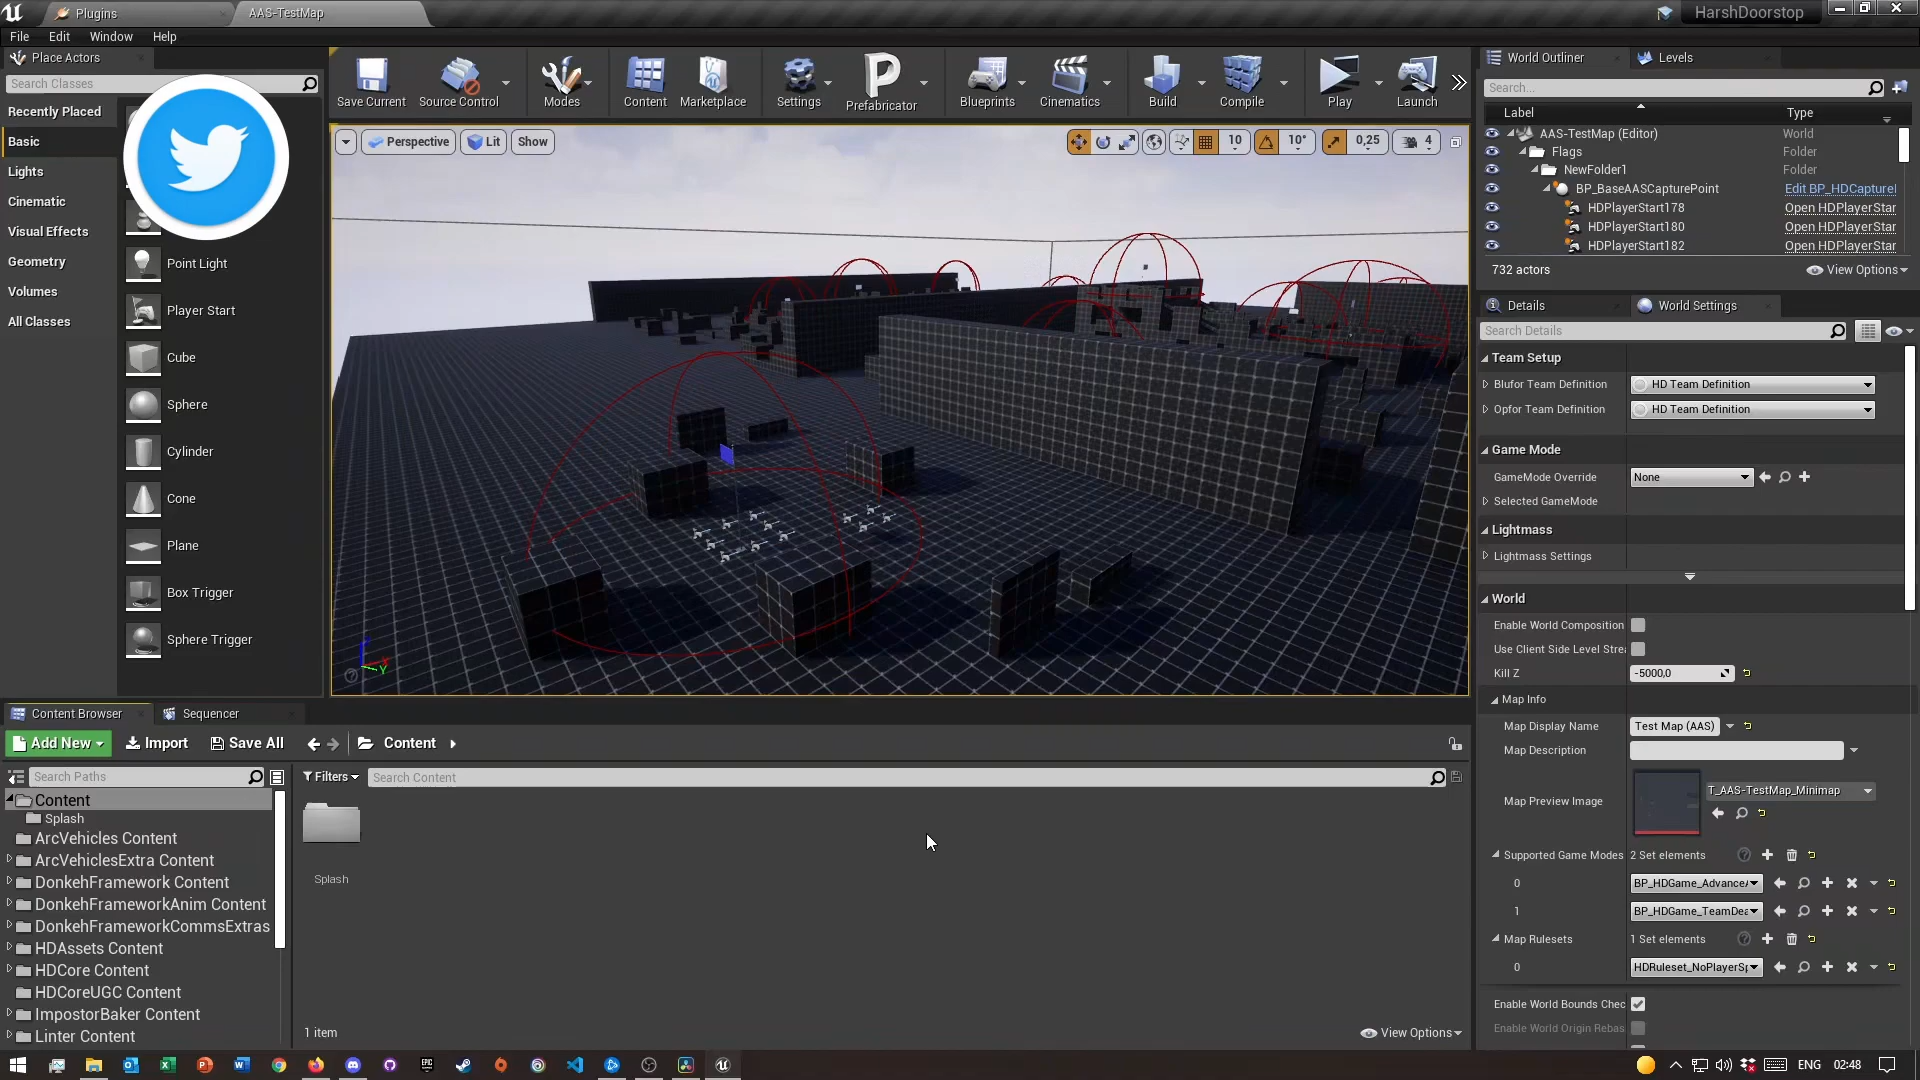 Plugins
AAS-TestMap
HarshDoorstop
File Edit Window Help
Place Actors
Search Classes
Recently Placed
Basic
Lights
Cinematic
Visual Effects
Geometry
Volumes
All Classes
Point Light
Player Start
Cube
Sphere
Cylinder
Cone
Plane
Box Trigger
Sphere Trigger
Save Current
Source Control
Modes
Content
Marketplace
Settings
Prefabricator
Blueprints
Cinematics
Build
Compile
Play
Launch
Perspective
Lit
Show
10
10°
0,25
4
World Outliner
Levels
Search...
Label
Type
AAS-TestMap (Editor) World
Flags Folder
NewFolder1 Folder
BP_BaseAASCapturePoint Edit BP_HDCaptureI
HDPlayerStart178 Open HDPlayerStar
HDPlayerStart180 Open HDPlayerStar
HDPlayerStart182 Open HDPlayerStar
732 actors
View Options
Details
World Settings
Search Details
Team Setup
Blufor Team Definition HD Team Definition
Opfor Team Definition HD Team Definition
Game Mode
GameMode Override None
Selected GameMode
Lightmass
Lightmass Settings
World
Enable World Composition
Use Client Side Level Strea
Kill Z -5000,0
Map Info
Map Display Name Test Map (AAS)
Map Description
Map Preview Image T_AAS-TestMap_Minimap
Supported Game Modes 2 Set elements
0 BP_HDGame_AdvanceA
1 BP_HDGame_TeamDea
Map Rulesets 1 Set elements
0 HDRuleset_NoPlayerSp
Enable World Bounds Chec
Enable World Origin Rebas
Content Browser
Sequencer
Add New
Import
Save All
Content
Search Paths
Filters
Search Content
Content
Splash
ArcVehicles Content
ArcVehiclesExtra Content
DonkehFramework Content
DonkehFrameworkAnim Content
DonkehFrameworkCommsExtras
HDAssets Content
HDCore Content
HDCoreUGC Content
ImpostorBaker Content
Linter Content
Splash
1 item
View Options
ENG
02:48